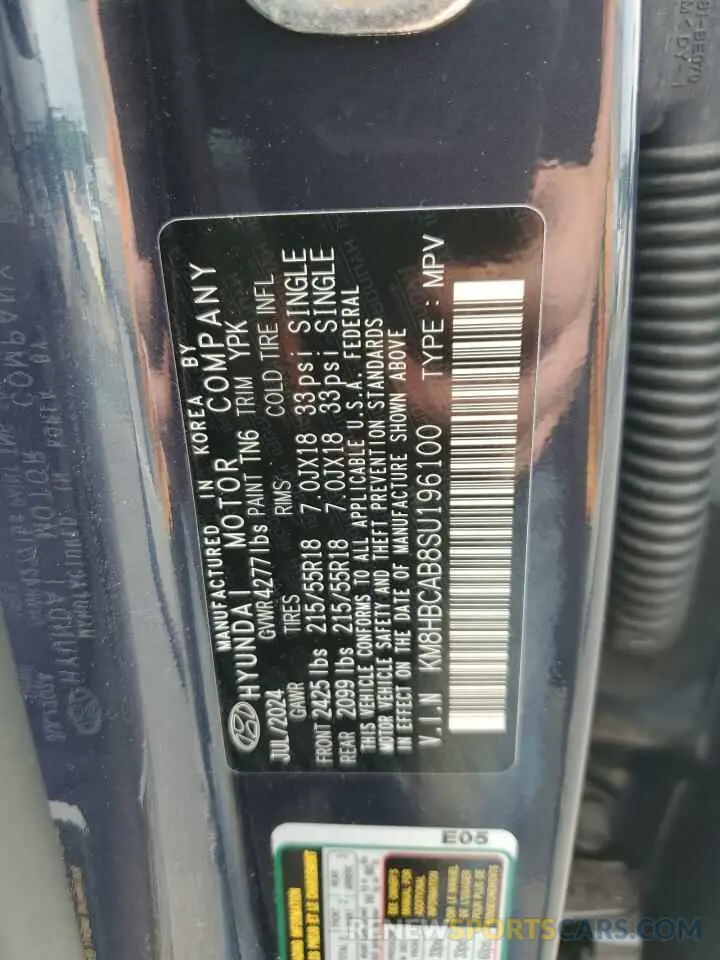 MANUFACTURED IN KOREA BY
HYUNDAI MOTOR COMPANY
JUL/2024 GVWR 4277lbs PAINT TN6 TRIM YPK
GAWR TIRES RIMS COLD TIRE INFL
FRONT 2425 lbs 215/55R18 7.0JX18 33psi SINGLE
REAR 2099 lbs 215/55R18 7.0JX18 33psi SINGLE
THIS VEHICLE CONFORMS TO ALL APPLICABLE U.S.A. FEDERAL
MOTOR VEHICLE SAFETY AND THEFT PREVENTION STANDARDS
IN EFFECT ON THE DATE OF MANUFACTURE SHOWN ABOVE
V.I.N KM8HBCAB8SU196100 TYPE : MPV
E05
RENEWSPORTCARS.COM